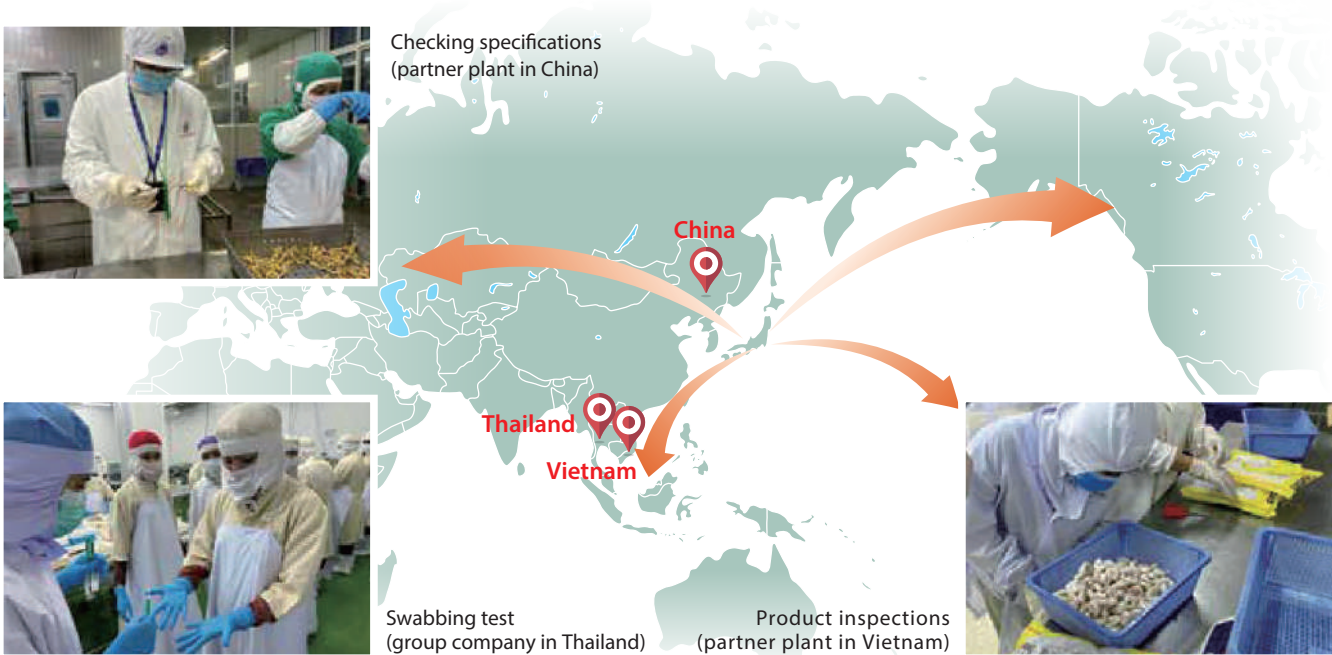 Checking specifications
(partner plant in China)
China
Thailand
Vietnam
Swabbing test
(group company in Thailand)
Product inspections
(partner plant in Vietnam)